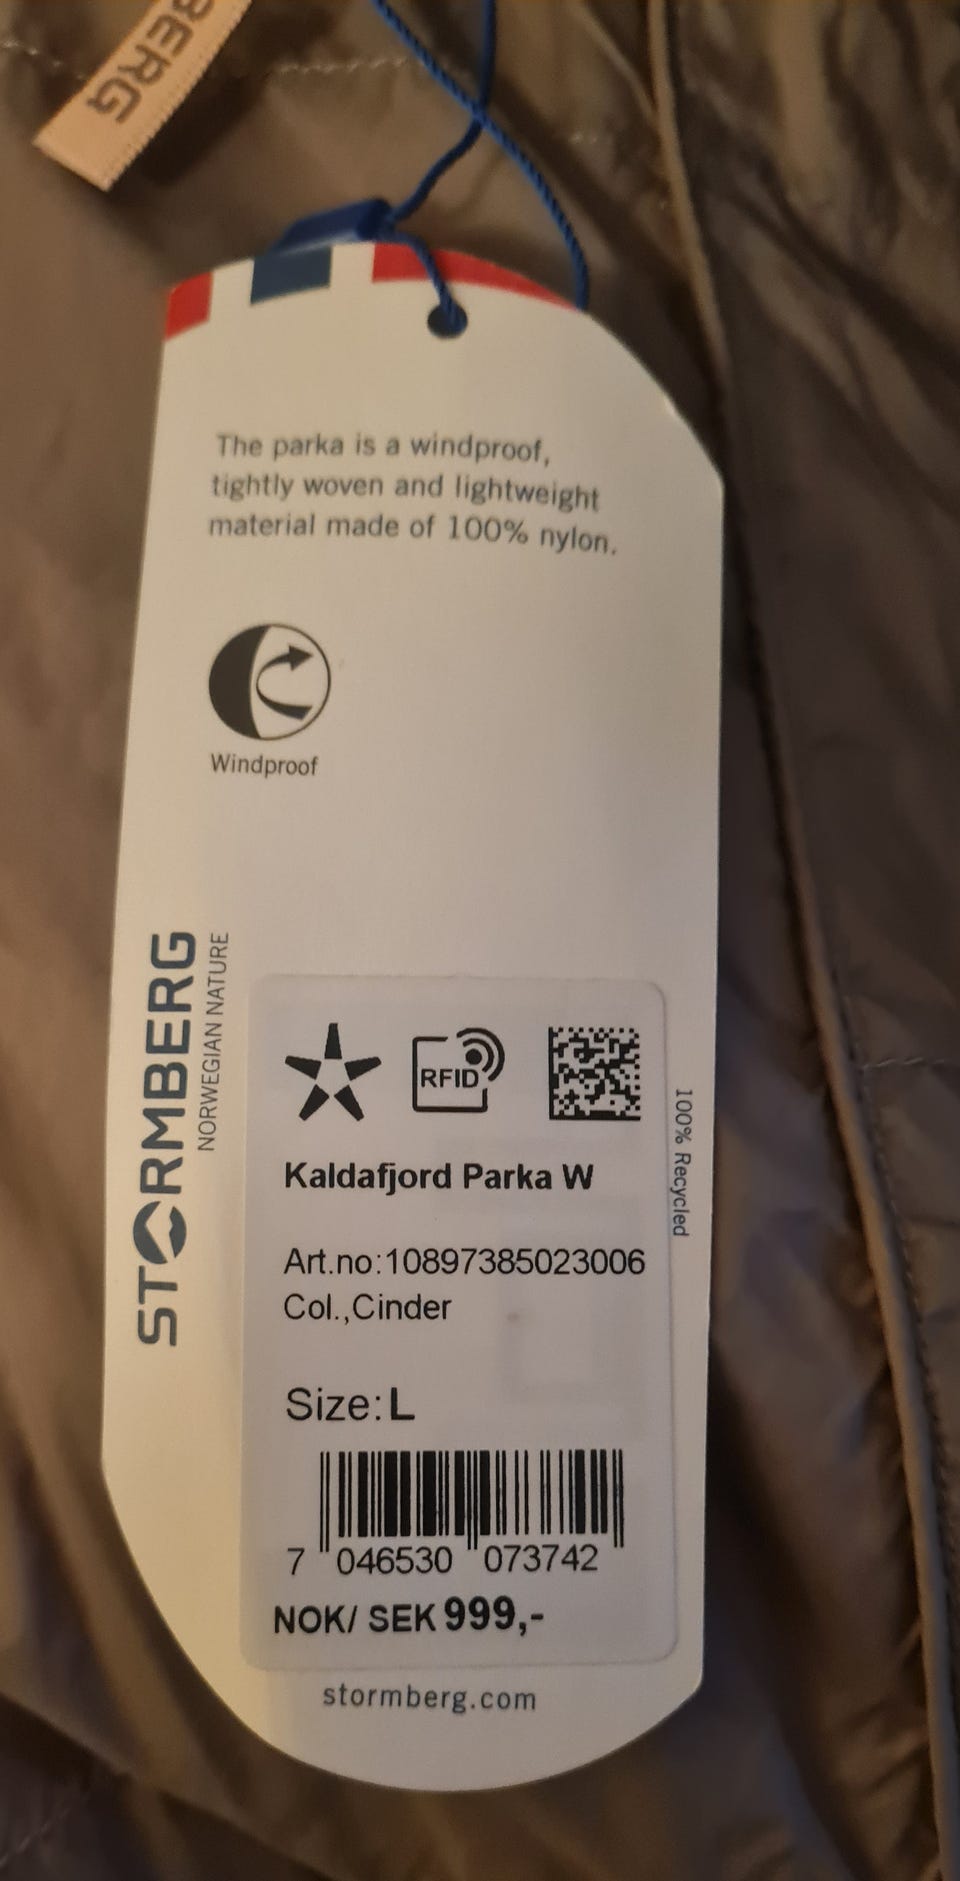 BERG
The parka is a windproof,
tightly woven and lightweight
material made of 100% nylon.
Windproof
STORMBERG
NORWEGIAN NATURE
RFID
Kaldafjord Parka W
Art.no:10897385023006
Col.,Cinder
Size:L
7 046530 073742
NOK/ SEK 999,-
100% Recycled
stormberg.com